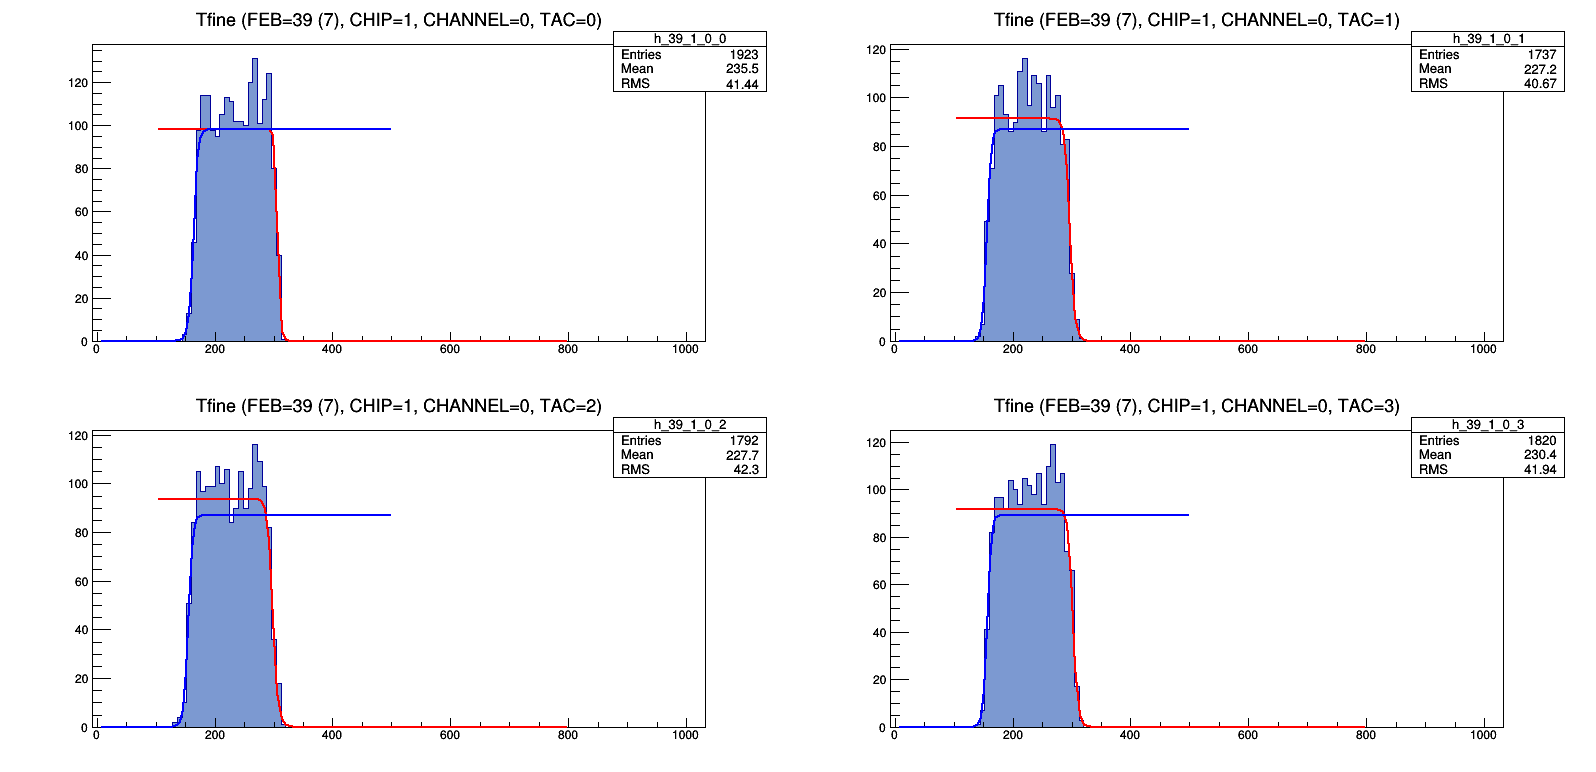 Tfine (FEB=39 (7), CHIP=1, CHANNEL=0, TAC=0)
h_39_1_0_0
Entries 1923
Mean 235.5
RMS 41.44
120
100
80
60
40
20
0
0 200 400 600 800 1000
Tfine (FEB=39 (7), CHIP=1, CHANNEL=0, TAC=1)
h_39_1_0_1
Entries 1737
Mean 227.2
RMS 40.67
120
100
80
60
40
20
0
0 200 400 600 800 1000
Tfine (FEB=39 (7), CHIP=1, CHANNEL=0, TAC=2)
h_39_1_0_2
Entries 1792
Mean 227.7
RMS 42.3
120
100
80
60
40
20
0
0 200 400 600 800 1000
Tfine (FEB=39 (7), CHIP=1, CHANNEL=0, TAC=3)
h_39_1_0_3
Entries 1820
Mean 230.4
RMS 41.94
120
100
80
60
40
20
0
0 200 400 600 800 1000